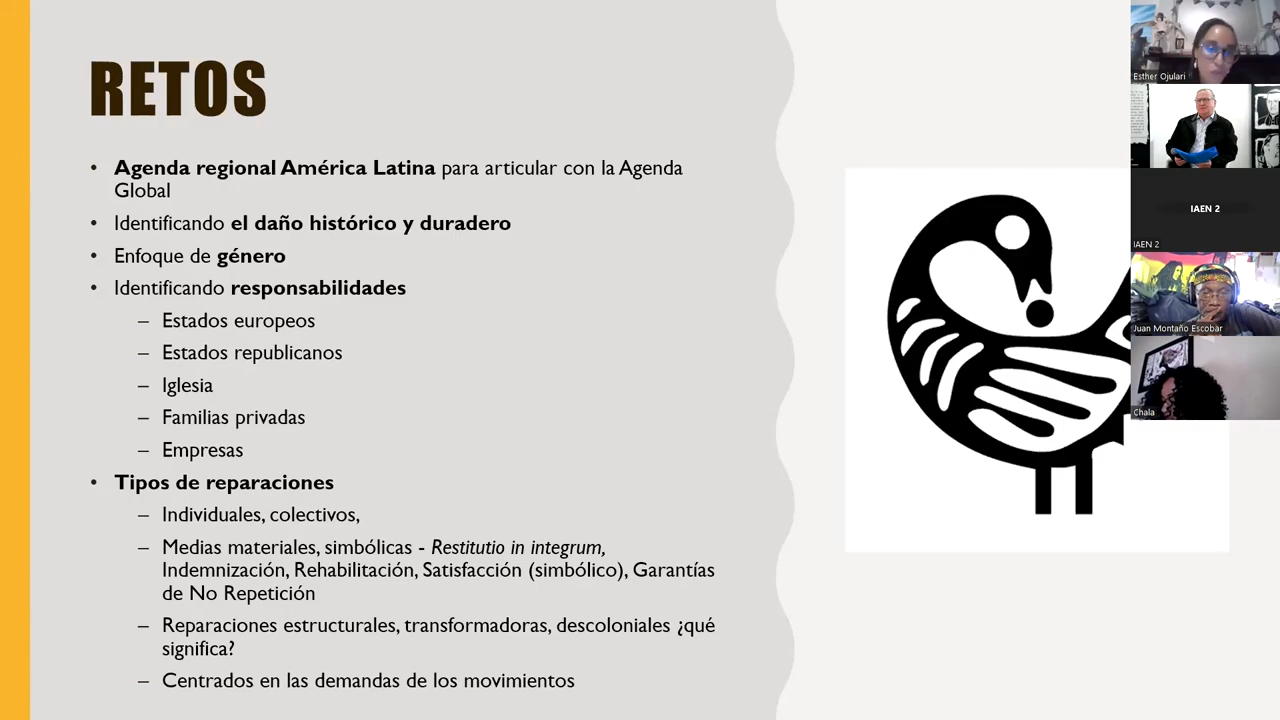 RETOS
• Agenda regional América Latina para articular con la Agenda
Global
• Identificando el daño histórico y duradero
• Enfoque de género
• Identificando responsabilidades
– Estados europeos
– Estados republicanos
– Iglesia
– Familias privadas
– Empresas
• Tipos de reparaciones
– Individuales, colectivos,
– Medias materiales, simbólicas - Restitutio in integrum,
Indemnización, Rehabilitación, Satisfacción (simbólico), Garantías
de No Repetición
– Reparaciones estructurales, transformadoras, descoloniales ¿qué
significa?
– Centrados en las demandas de los movimientos
Esther Ojulari
IAEN 2
IAEN 2
Juan Montaño Escobar
Chala